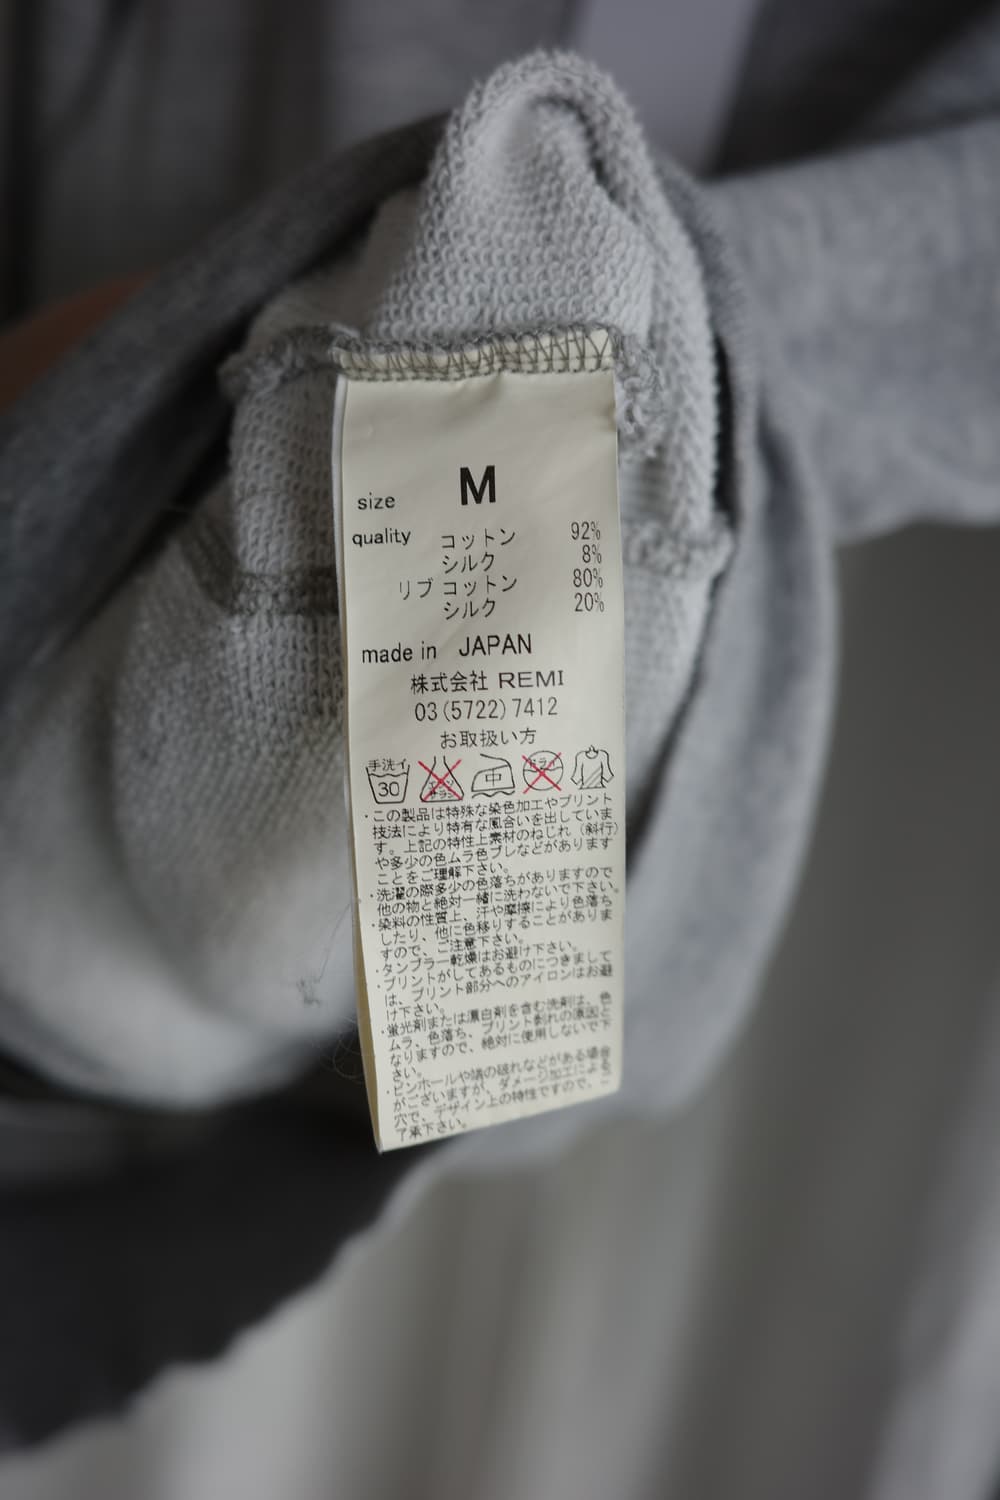 size M
quality コットン 92%
シルク 8%
リブ コットン 80%
シルク 20%
made in JAPAN
株式会社 REMI
03(5722)7412
お取扱い方
手洗イ 30 エンソ サラシ 中 ドライ
・この製品は特殊な染色加工やプリント
技法により特有な風合いを出していま
す。上記の特性上素材のねじれ（斜行）
や多少の色ムラ色ブレなどがあります
ことをご理解下さい。
・洗濯の際多少の色落ちがありますので
他の物と絶対一緒に洗わないで下さい。
・染料の性質上、汗や摩擦により色落ち
したり、他に色移りすることがありま
すので、ご注意下さい。
・タンブラー乾燥はお避け下さい。
・プリントがしてあるものにつきまして
は、プリント部分へのアイロンはお避
け下さい。
・蛍光剤または漂白剤を含む洗剤は、色
ムラ、色落ち、プリント剥れの原因と
なりますので、絶対に使用しないで下
さい。
・ピンホールや端の破れなどがある場合
がございますが、ダメージ加工による
穴で、デザイン上の特性ですので、ご
了承下さい。